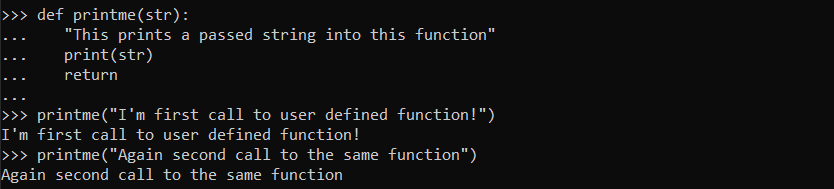 >>> def printme(str):
...    "This prints a passed string into this function"
...    print(str)
...    return
...
>>> printme("I'm first call to user defined function!")
I'm first call to user defined function!
>>> printme("Again second call to the same function")
Again second call to the same function